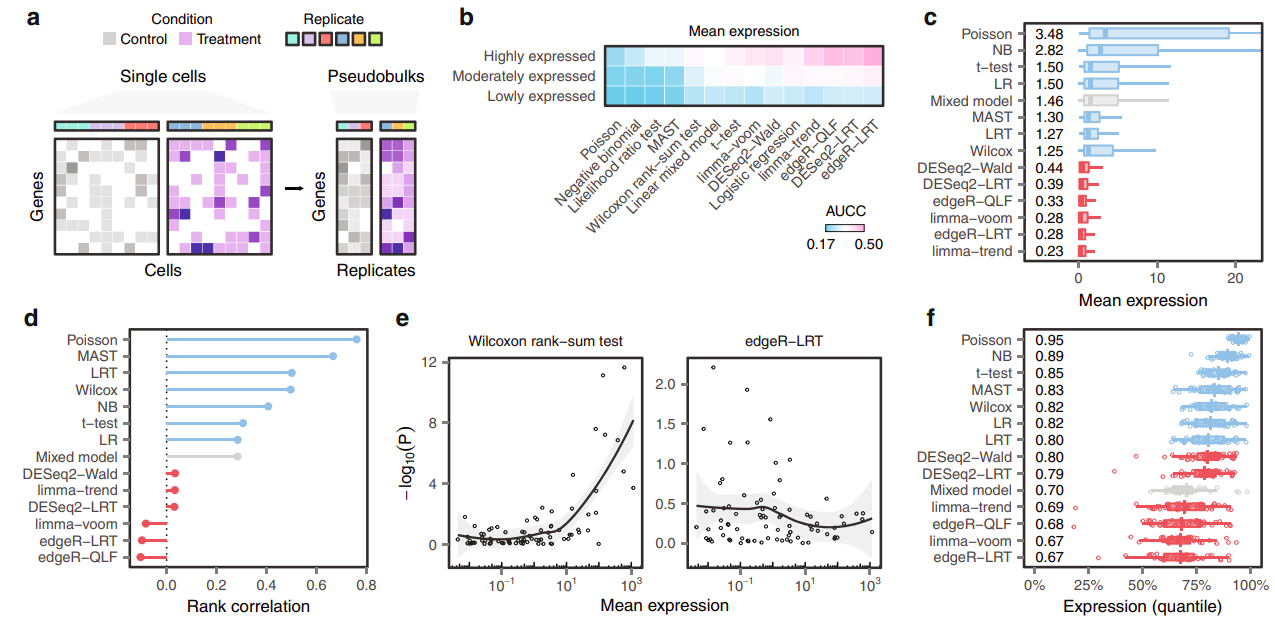 a
Condition
Control
Treatment
Replicate
Single cells
Pseudobulks
Genes
Genes
Cells
Replicates
b
Mean expression
Highly expressed
Moderately expressed
Lowly expressed
Poisson
Negative binomial
Likelihood ratio test
MAST
Wilcoxon rank−sum test
Linear mixed model
t−test
limma−voom
DESeq2−Wald
Logistic regression
limma−trend
edgeR−QLF
DESeq2−LRT
edgeR−LRT
AUCC
0.17 0.50
c
Poisson 3.48
NB 2.82
t−test 1.50
LR 1.50
Mixed model 1.46
MAST 1.30
LRT 1.27
Wilcox 1.25
DESeq2−Wald 0.44
DESeq2−LRT 0.39
edgeR−QLF 0.33
limma−voom 0.28
edgeR−LRT 0.28
limma−trend 0.23
0 10 20
Mean expression
d
Poisson
MAST
LRT
Wilcox
NB
t−test
LR
Mixed model
DESeq2−Wald
limma−trend
DESeq2−LRT
limma−voom
edgeR−LRT
edgeR−QLF
0.0 0.2 0.4 0.6 0.8
Rank correlation
e
Wilcoxon rank−sum test
edgeR−LRT
−log10(P)
12
8
4
0
10−1 101 103
2.0
1.5
1.0
0.5
0.0
10−1 101 103
Mean expression
f
Poisson 0.95
NB 0.89
t−test 0.85
MAST 0.83
Wilcox 0.82
LR 0.82
LRT 0.80
DESeq2−Wald 0.80
DESeq2−LRT 0.79
Mixed model 0.70
limma−trend 0.69
edgeR−QLF 0.68
limma−voom 0.67
edgeR−LRT 0.67
0% 25% 50% 75% 100%
Expression (quantile)